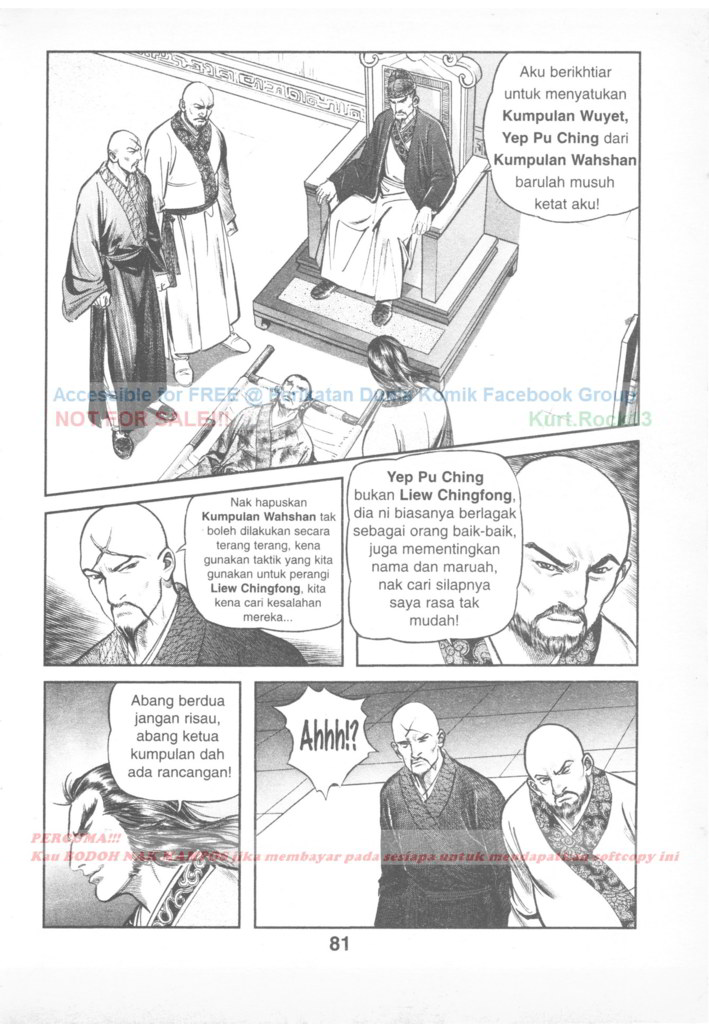 Aku berikhtiar
untuk menyatukan
Kumpulan Wuyet,
Yep Pu Ching dari
Kumpulan Wahshan
barulah musuh
ketat aku!
Accessible for FREE @ Pakatan Dunia Komik Facebook Group
NOT FOR SALE!!!
Nak hapuskan
Kumpulan Wahshan tak
boleh dilakukan secara
terang terang, kena
gunakan taktik yang kita
gunakan untuk perangi
Liew Chingfong, kita
kena cari kesalahan
mereka...
Yep Pu Ching
bukan Liew Chingfong,
dia ni biasanya berlagak
sebagai orang baik-baik,
juga mementingkan
nama dan maruah,
nak cari silapnya
saya rasa tak
mudah!
Abang berdua
jangan risau,
abang ketua
kumpulan dah
ada rancangan!
Ahhh!?
PERCUMA!!!
Kau BODOH NAK MAMPOS jika membayar pada sesiapa untuk mendapatkan softcopy ini
81